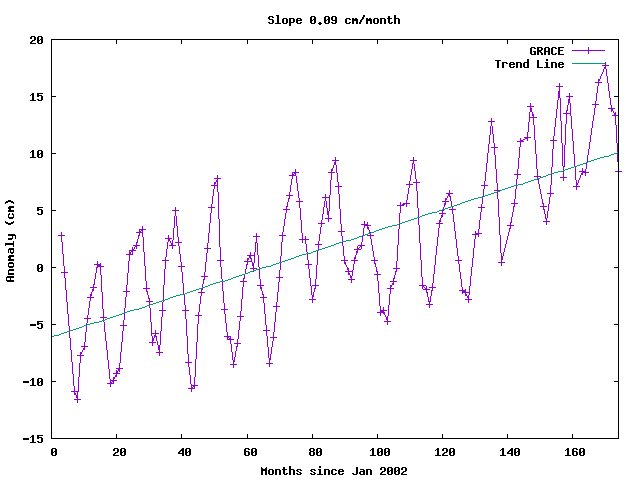 Slope 0.09 cm/month
GRACE
Trend Line
20
15
10
5
0
-5
-10
-15
Anomaly (cm)
0 20 40 60 80 100 120 140 160
Months since Jan 2002